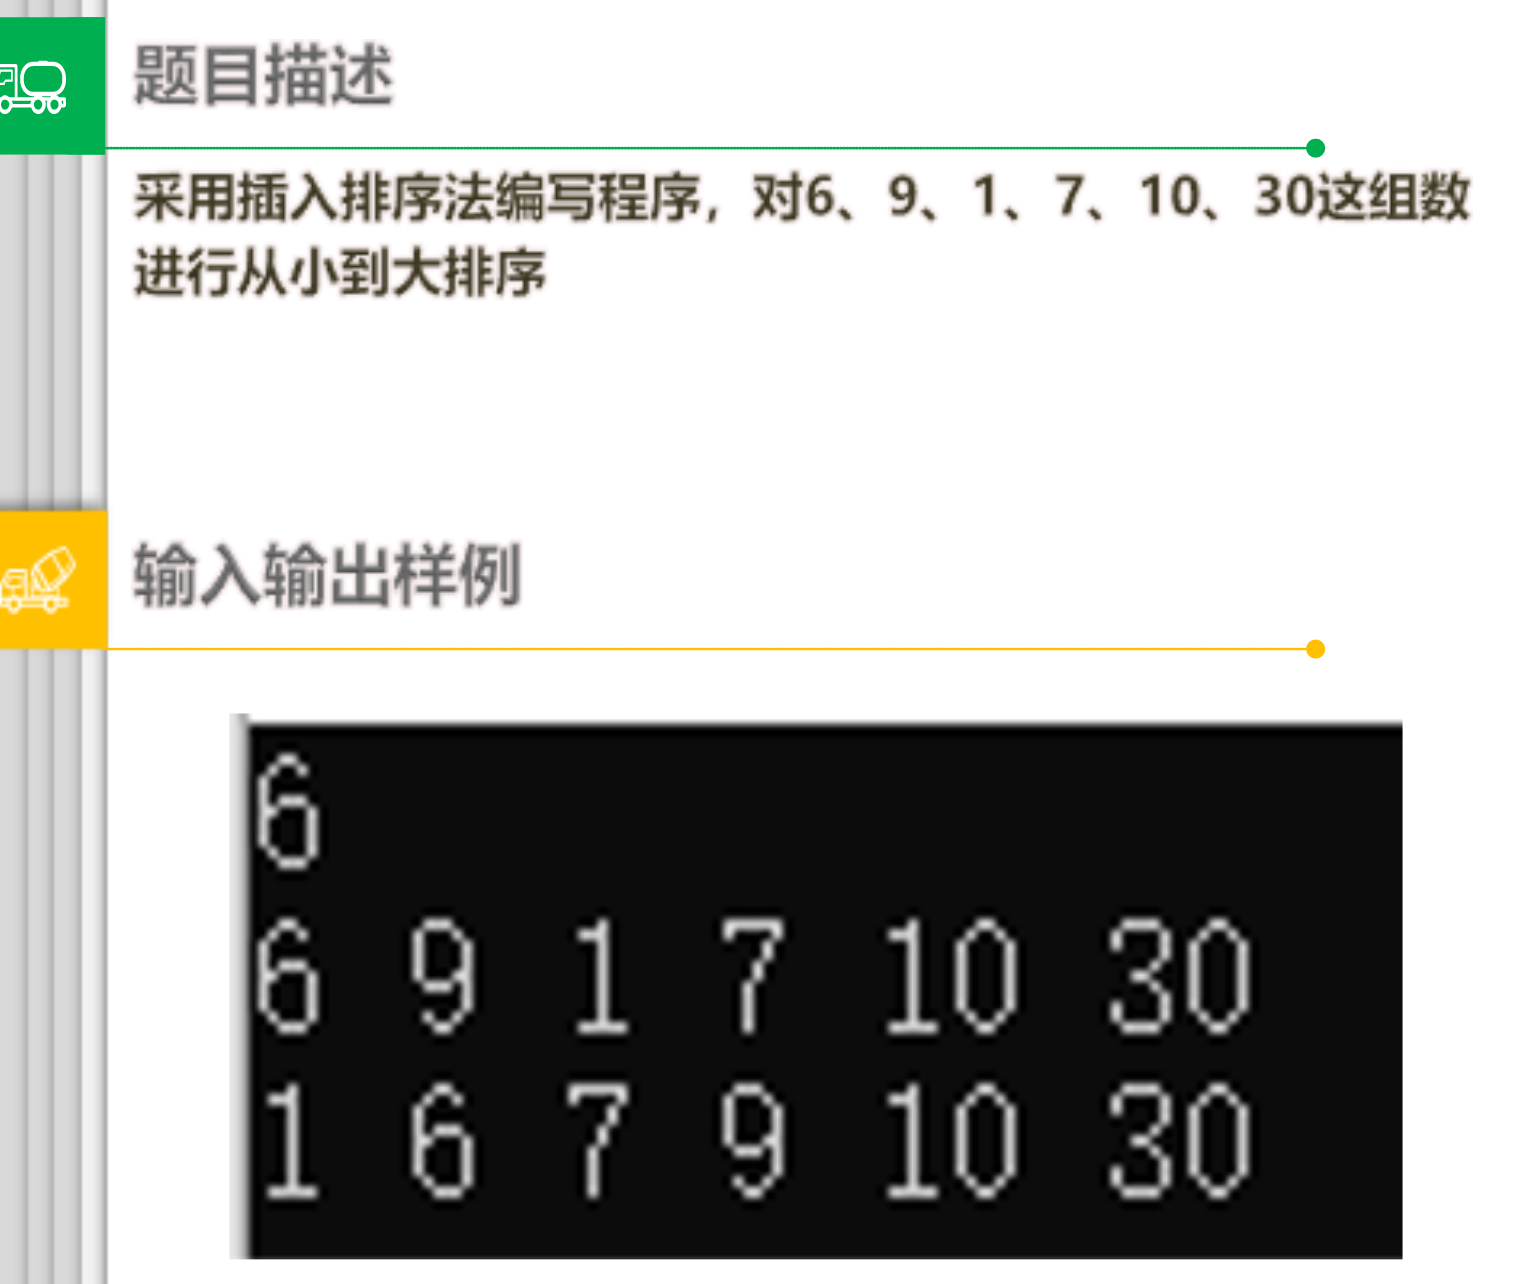 题目描述
采用插入排序法编写程序，对6、9、1、7、10、30这组数
进行从小到大排序
输入输出样例
6
6 9 1 7 10 30
1 6 7 9 10 30